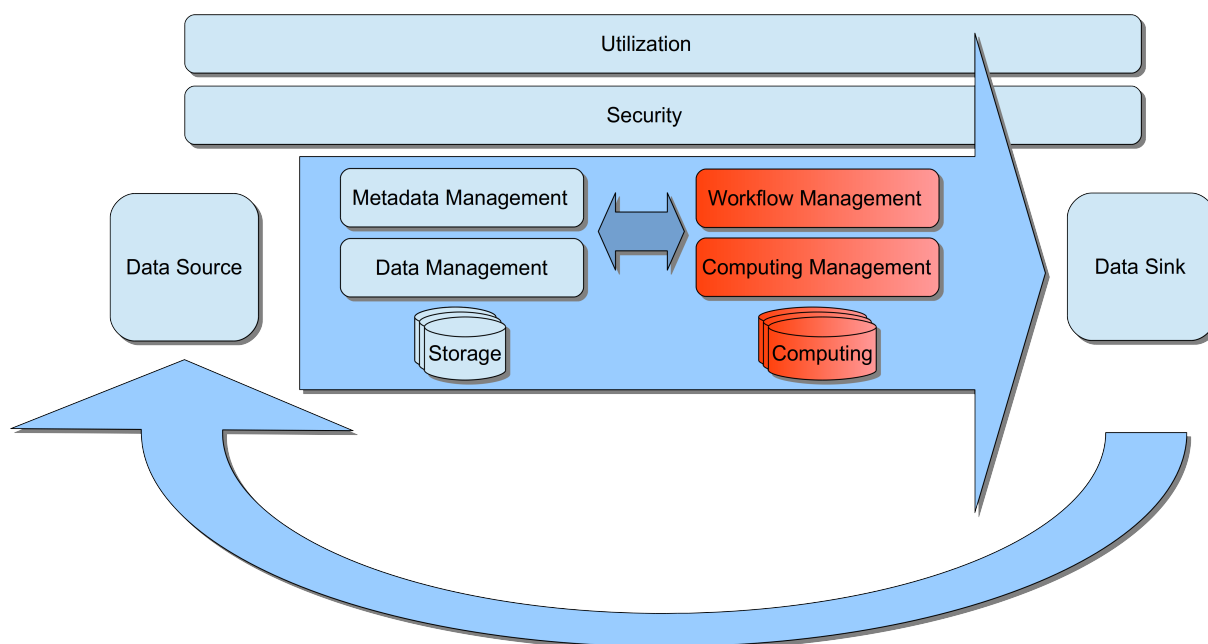 Utilization
Security
Metadata Management
Workflow Management
Data Source
Data Management
Computing Management
Data Sink
Storage
Computing